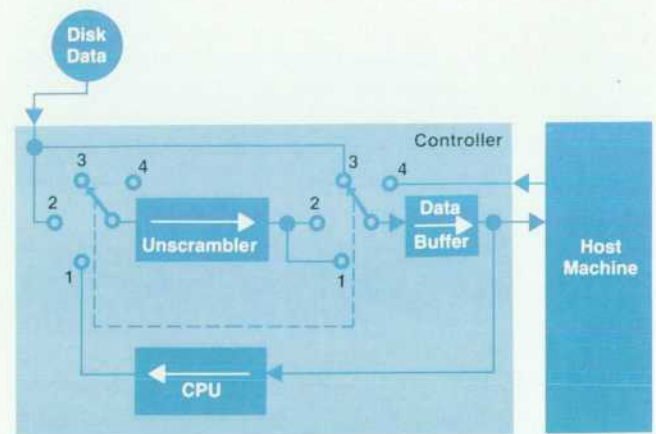 Disk
Data
Controller
3
4
3
4
2
2
Unscrambler
Data
Buffer
1
1
Host
Machine
CPU